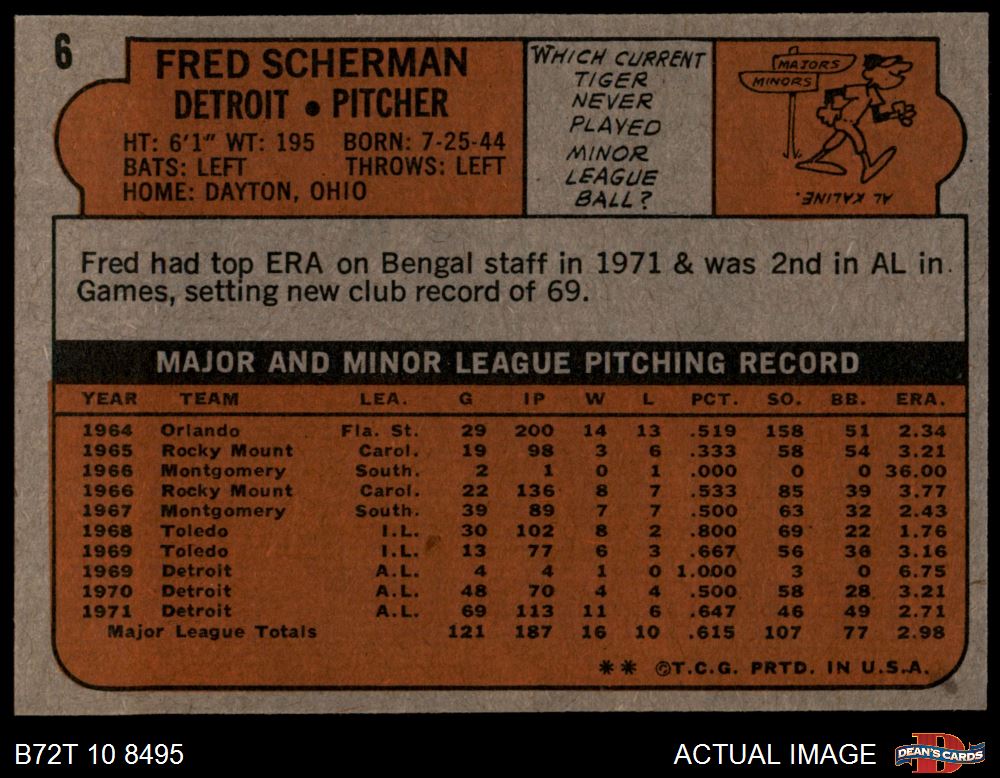 6
FRED SCHERMAN
DETROIT • PITCHER
HT: 6'1" WT: 195 BORN: 7-25-44
BATS: LEFT THROWS: LEFT
HOME: DAYTON, OHIO
WHICH CURRENT
TIGER
NEVER
PLAYED
MINOR
LEAGUE
BALL?
MAJORS
MINORS
AL KALINE.
Fred had top ERA on Bengal staff in 1971 & was 2nd in AL in
Games, setting new club record of 69.
MAJOR AND MINOR LEAGUE PITCHING RECORD
YEAR TEAM LEA. G IP W L PCT. SO. BB. ERA.
1964 Orlando Fla. St. 29 200 14 13 .519 158 51 2.34
1965 Rocky Mount Carol. 19 98 3 6 .333 58 54 3.21
1966 Montgomery South. 2 1 0 1 .000 0 0 36.00
1966 Rocky Mount Carol. 22 136 8 7 .533 85 39 3.77
1967 Montgomery South. 39 89 7 7 .500 63 32 2.43
1968 Toledo I.L. 30 102 8 2 .800 69 22 1.76
1969 Toledo I.L. 13 77 6 3 .667 56 36 3.16
1969 Detroit A.L. 4 4 1 0 1.000 3 0 6.75
1970 Detroit A.L. 48 70 4 4 .500 58 28 3.21
1971 Detroit A.L. 69 113 11 6 .647 46 49 2.71
Major League Totals 121 187 16 10 .615 107 77 2.98
** ©T.C.G. PRTD. IN U.S.A.
B72T 10 8495 ACTUAL IMAGE DEAN'S CARDS